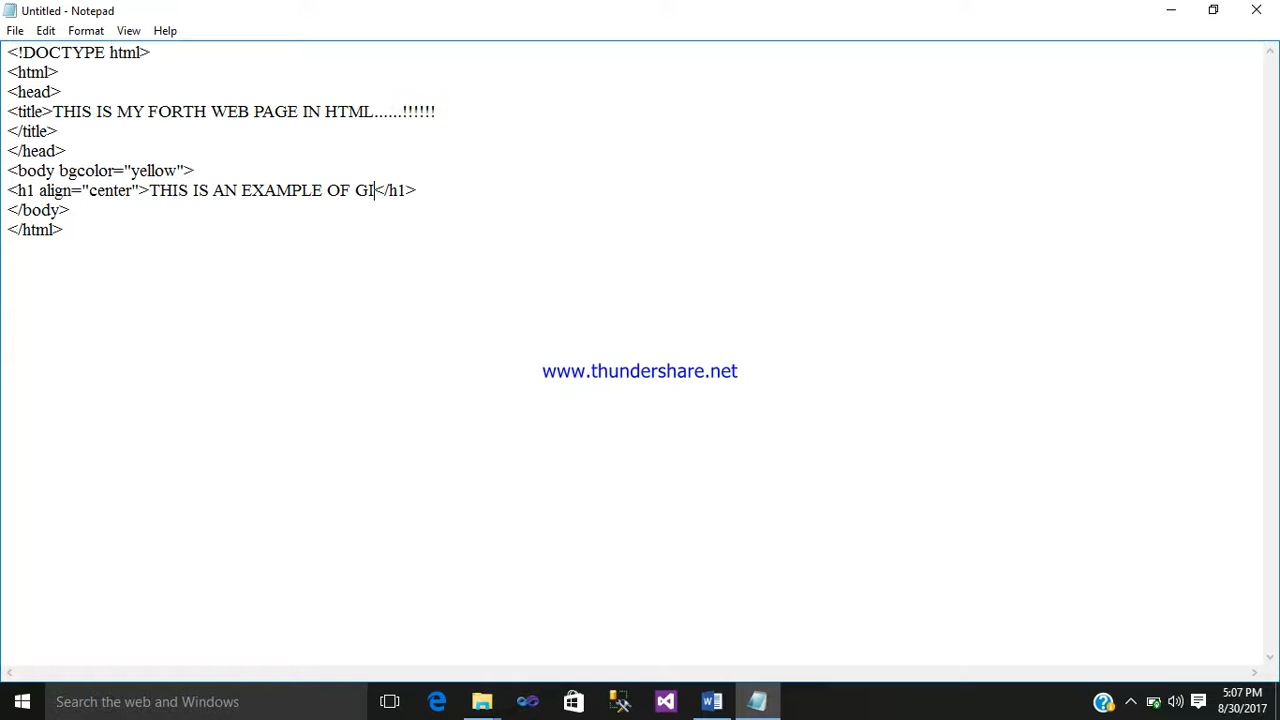 Untitled - Notepad
File Edit Format View Help
<!DOCTYPE html>
<html>
<head>
<title>THIS IS MY FORTH WEB PAGE IN HTML......!!!!!!
</title>
</head>
<body bgcolor="yellow">
<h1 align="center">THIS IS AN EXAMPLE OF GI</h1>
</body>
</html>
www.thundershare.net
Search the web and Windows
5:07 PM
8/30/2017